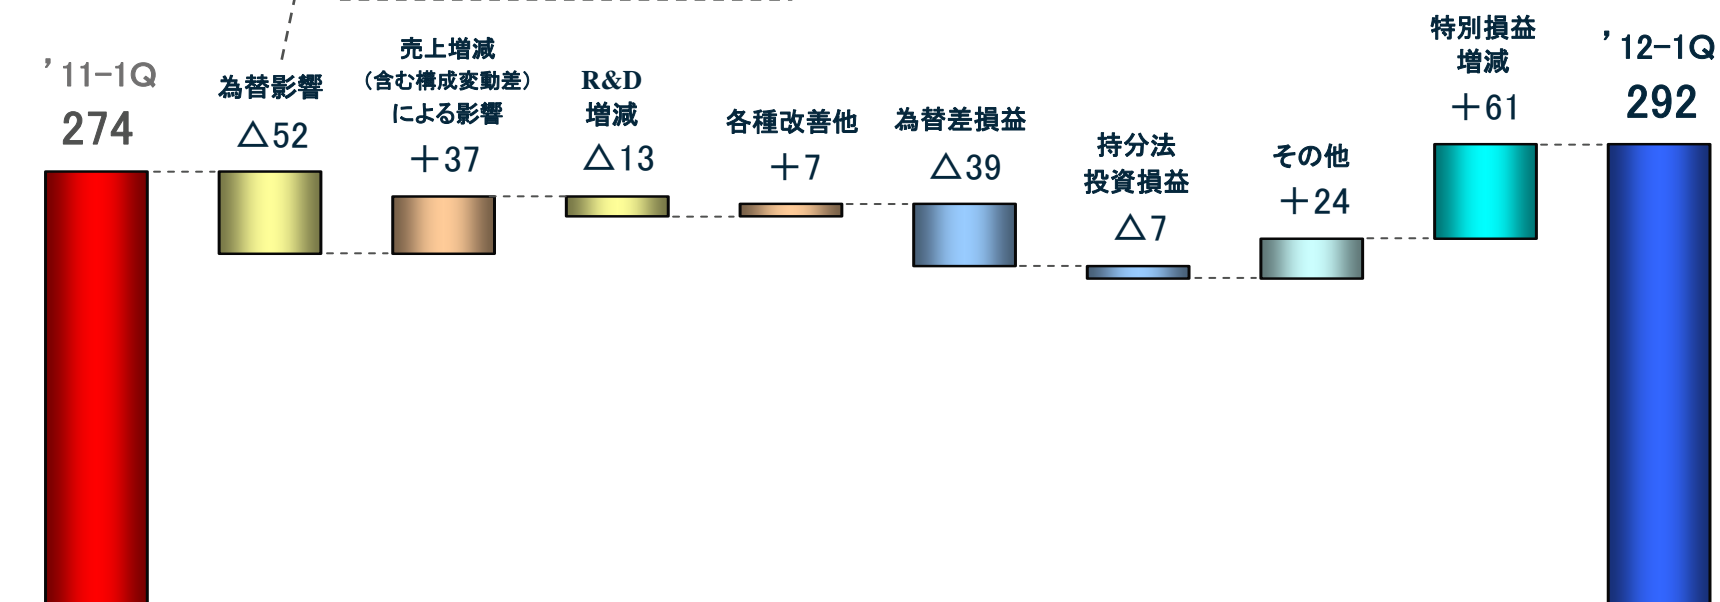 ’11−1Q
274
為替影響
△52
売上増減
（含む構成変動差）
による影響
＋37
R&D
増減
△13
各種改善他
＋7
為替差損益
△39
持分法
投資損益
△7
その他
＋24
特別損益
増減
＋61
’12−1Q
292